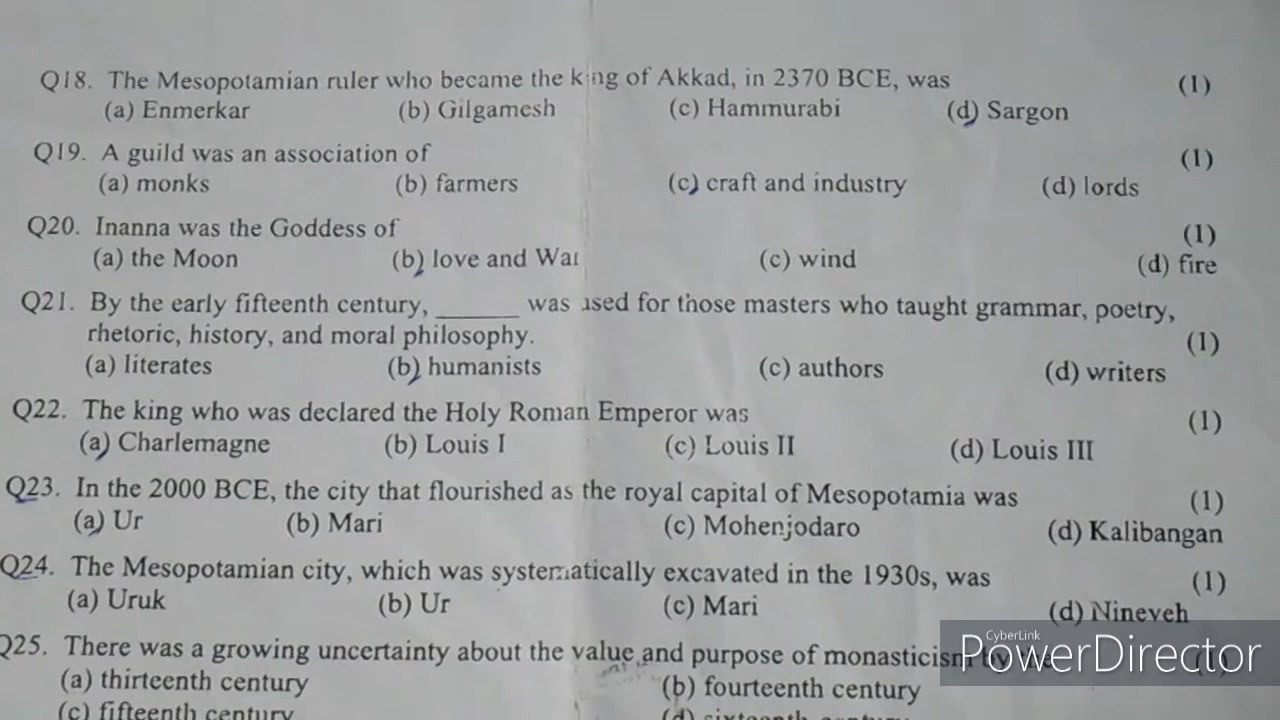 Q18. The Mesopotamian ruler who became the king of Akkad, in 2370 BCE, was (1)
(a) Enmerkar (b) Gilgamesh (c) Hammurabi (d) Sargon
Q19. A guild was an association of (1)
(a) monks (b) farmers (c) craft and industry (d) lords
Q20. Inanna was the Goddess of (1)
(a) the Moon (b) love and War (c) wind (d) fire
Q21. By the early fifteenth century, ______ was used for those masters who taught grammar, poetry,
rhetoric, history, and moral philosophy. (1)
(a) literates (b) humanists (c) authors (d) writers
Q22. The king who was declared the Holy Roman Emperor was (1)
(a) Charlemagne (b) Louis I (c) Louis II (d) Louis III
Q23. In the 2000 BCE, the city that flourished as the royal capital of Mesopotamia was (1)
(a) Ur (b) Mari (c) Mohenjodaro (d) Kalibangan
Q24. The Mesopotamian city, which was systematically excavated in the 1930s, was (1)
(a) Uruk (b) Ur (c) Mari (d) Nineveh
Q25. There was a growing uncertainty about the value and purpose of monasticism by the (1)
(a) thirteenth century (b) fourteenth century
(c) fifteenth century (d) sixteenth century
CyberLink
PowerDirector